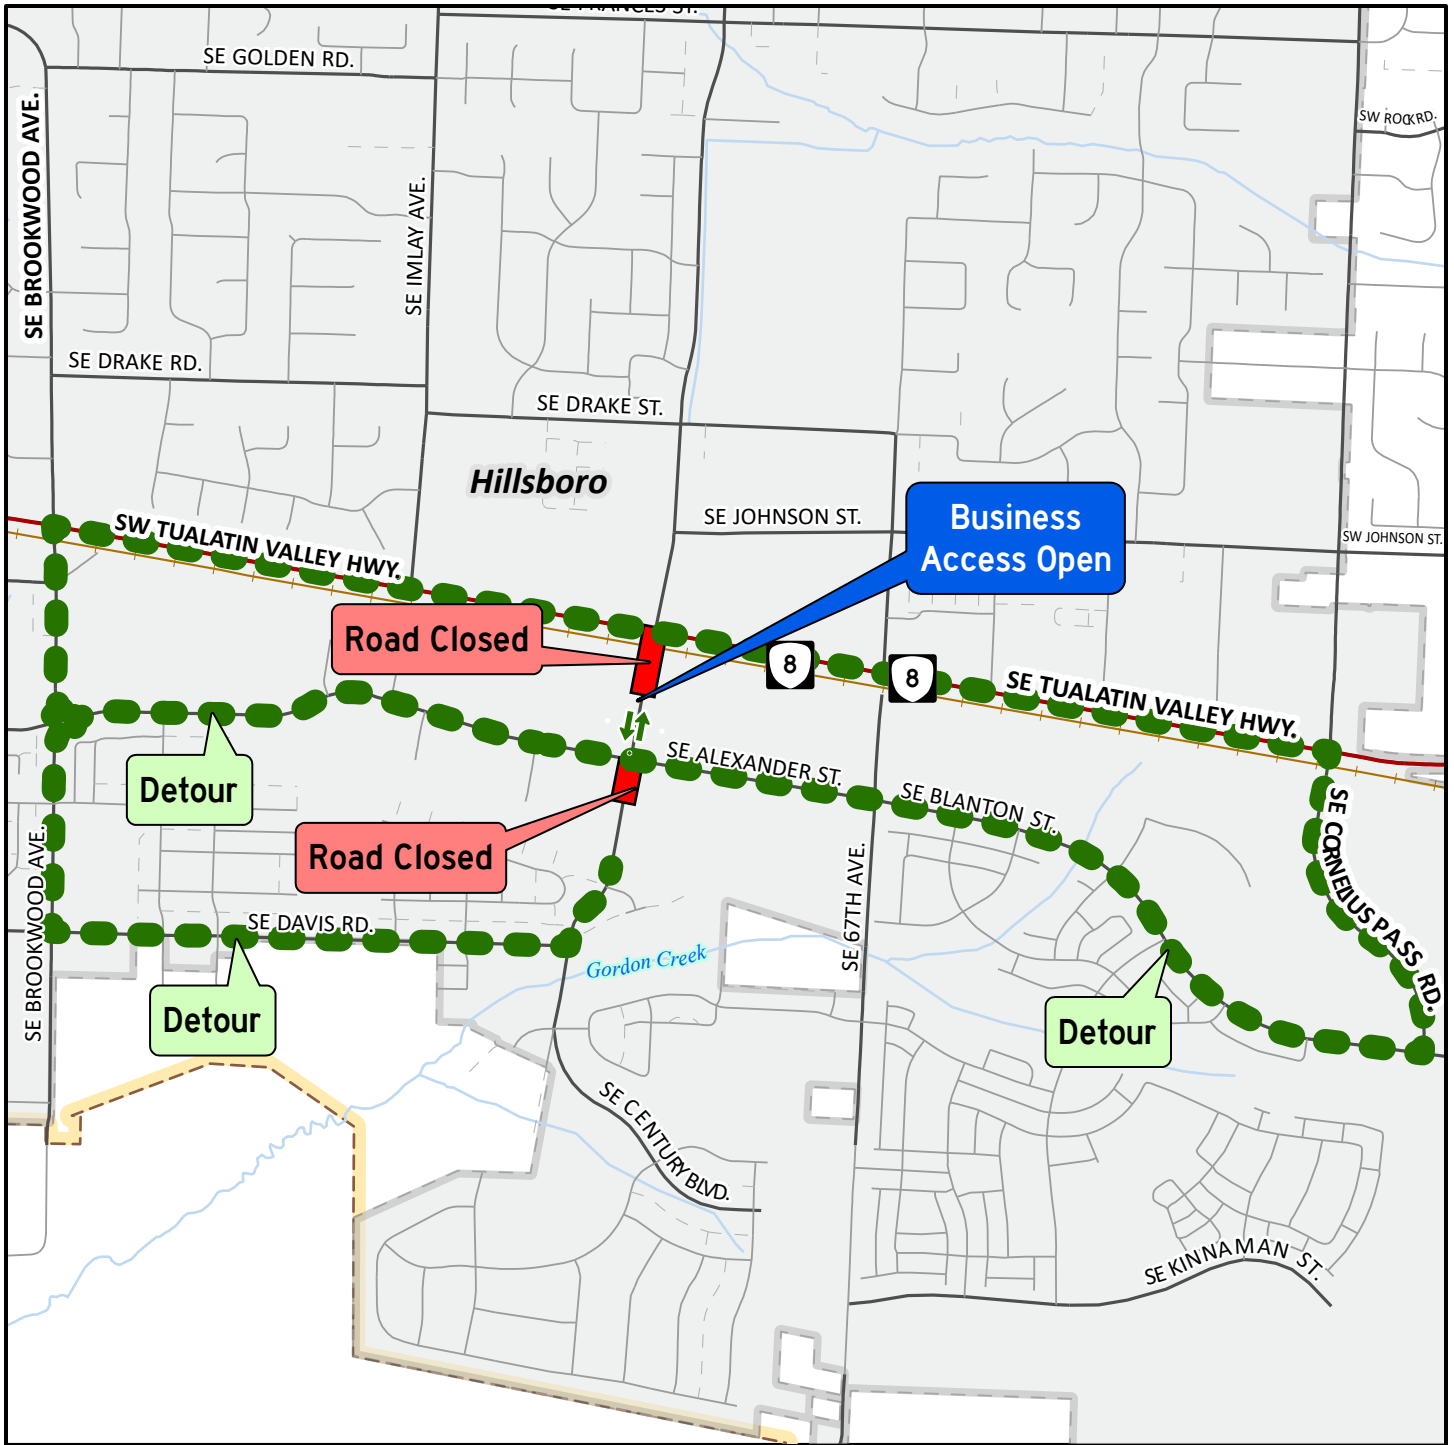 SE FRANCES ST.
SE GOLDEN RD.
SE BROOKWOOD AVE.
SW ROCK RD.
SE IMLAY AVE.
SE DRAKE RD.
SE DRAKE ST.
Hillsboro
Business
Access Open
SE JOHNSON ST.
SW JOHNSON ST.
SW TUALATIN VALLEY HWY.
Road Closed
8
8
SE TUALATIN VALLEY HWY.
SE ALEXANDER ST.
Detour
SE BLANTON ST.
SE CORNELIUS PASS RD.
Road Closed
SE BROOKWOOD AVE.
SE 67TH AVE.
SE DAVIS RD.
Gordon Creek
Detour
Detour
SE CENTURY BLVD.
SE KINNAMAN ST.